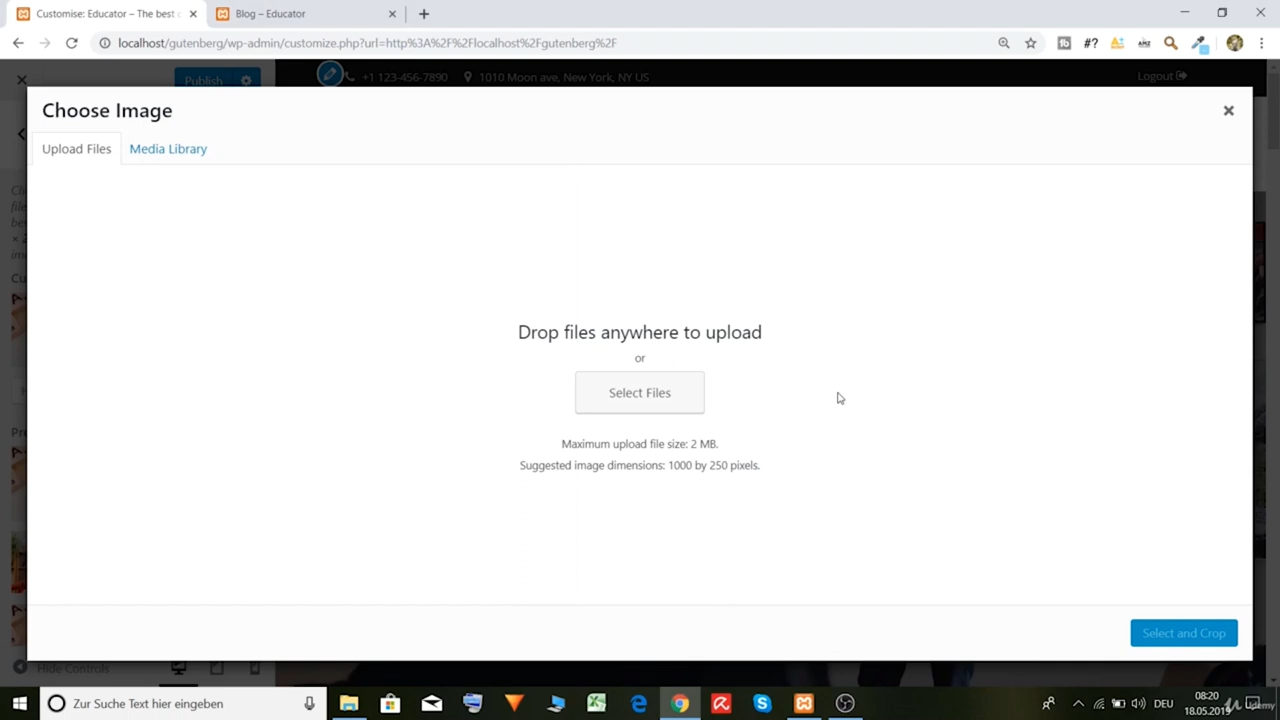 Customise: Educator – The best o
Blog – Educator
localhost/gutenberg/wp-admin/customize.php?url=http%3A%2F%2Flocalhost%2Fgutenberg%2F
#?
Publish
+1 123-456-7890
1010 Moon ave, New York, NY US
Logout
Choose Image
Upload Files
Media Library
Drop files anywhere to upload
or
Select Files
Maximum upload file size: 2 MB.
Suggested image dimensions: 1000 by 250 pixels.
Select and Crop
Hide Controls
Zur Suche Text hier eingeben
DEU
08:20
18.05.2019
Udemy